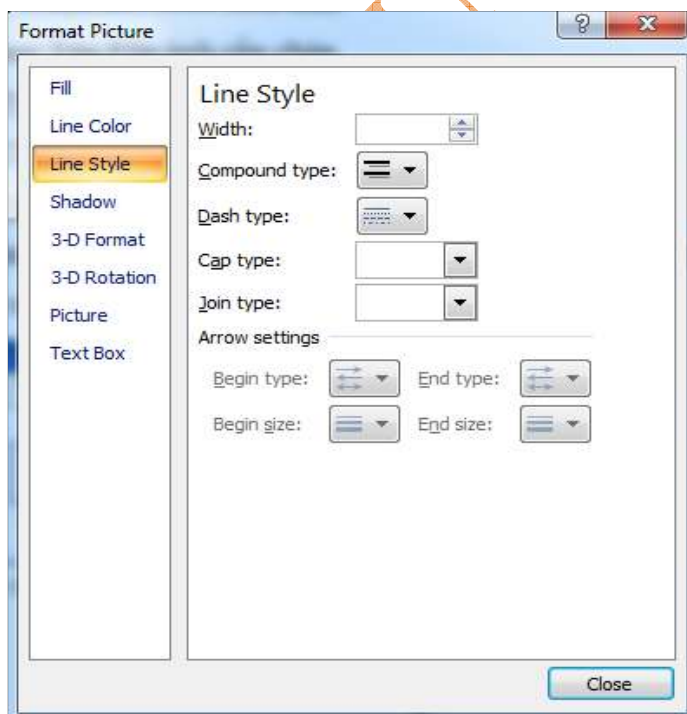 Format Picture
?
X
Fill
Line Color
Line Style
Shadow
3-D Format
3-D Rotation
Picture
Text Box
Line Style
Width:
Compound type:
Dash type:
Cap type:
Join type:
Arrow settings
Begin type: End type:
Begin size: End size:
Close